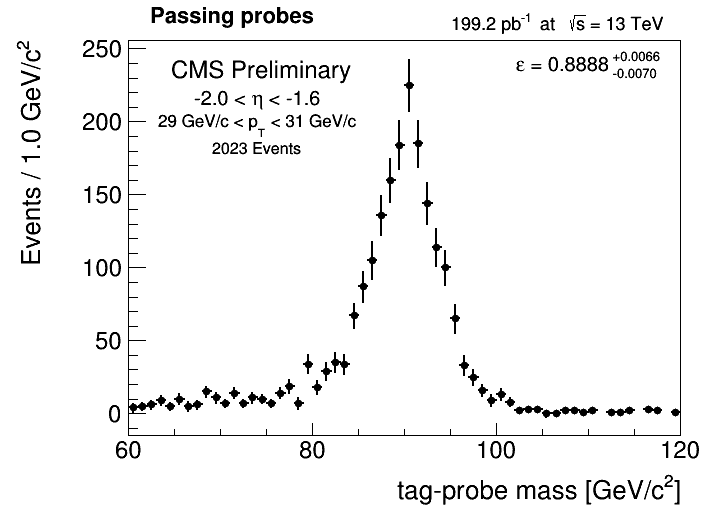 Passing probes
199.2 pb⁻¹ at √s = 13 TeV
CMS Preliminary
ε = 0.8888 +0.0066 -0.0070
-2.0 < η < -1.6
29 GeV/c < p_T < 31 GeV/c
2023 Events
Events / 1.0 GeV/c²
250
200
150
100
50
0
60 80 100 120
tag-probe mass [GeV/c²]